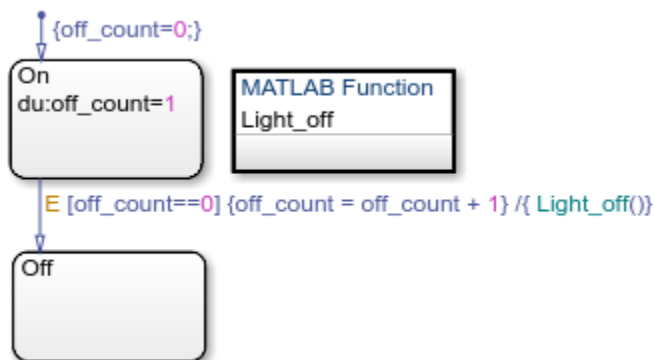 {off_count=0;}
On
du:off_count=1
MATLAB Function
Light_off
E [off_count==0] {off_count = off_count + 1} /{ Light_off()}
Off